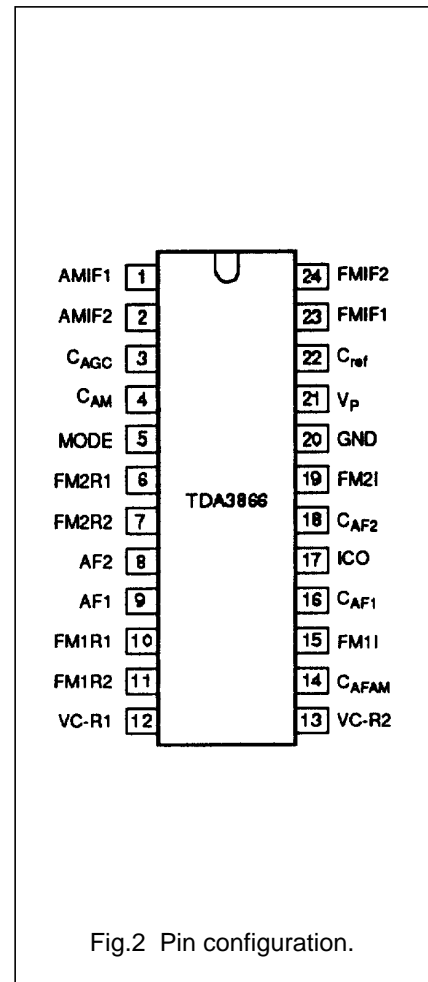 AMIF1 1 24 FMIF2
AMIF2 2 23 FMIF1
CAGC 3 22 Cref
CAM 4 21 VP
MODE 5 20 GND
FM2R1 6 19 FM2I
FM2R2 7 TDA3866 18 CAF2
AF2 8 17 ICO
AF1 9 16 CAF1
FM1R1 10 15 FM1I
FM1R2 11 14 CAFAM
VC-R1 12 13 VC-R2
Fig.2 Pin configuration.